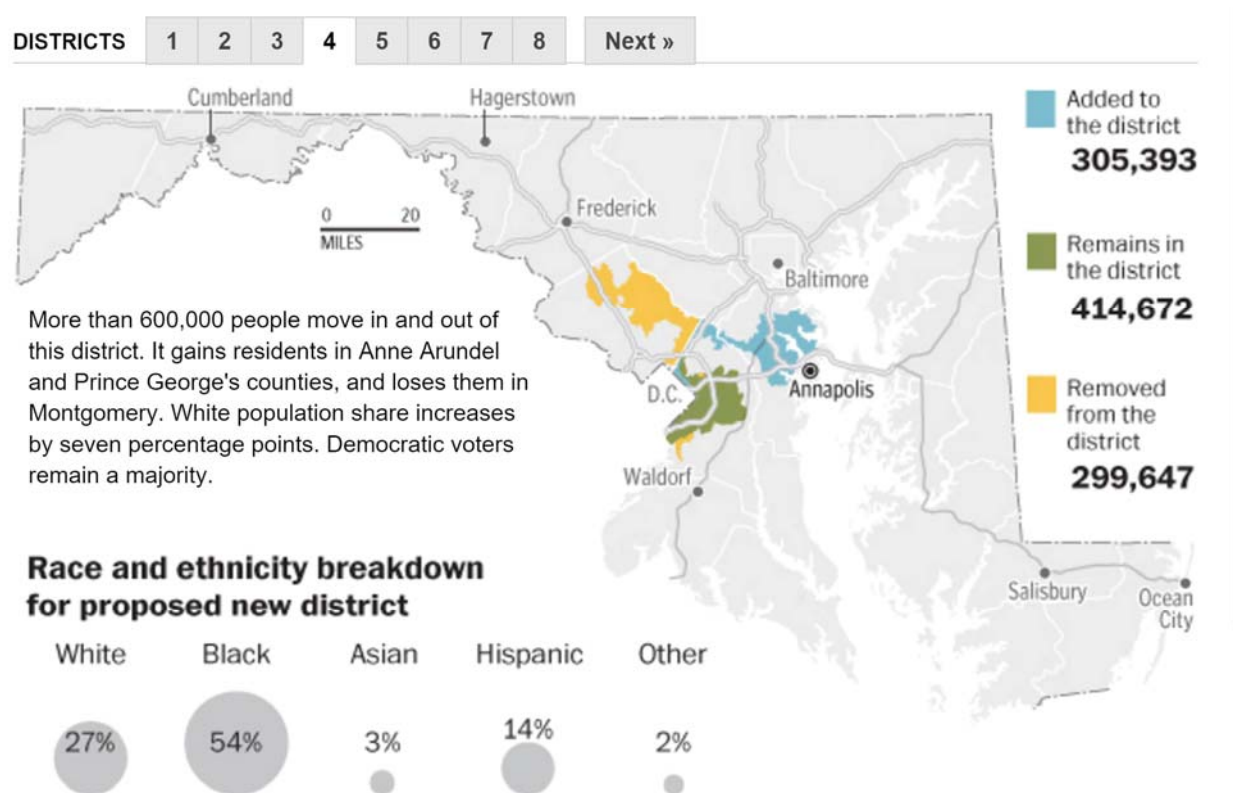 DISTRICTS 1 2 3 4 5 6 7 8 Next »
Cumberland
Hagerstown
Added to
the district
305,393
0 20
MILES
Frederick
Remains in
the district
414,672
Baltimore
More than 600,000 people move in and out of
this district. It gains residents in Anne Arundel
and Prince George's counties, and loses them in
Montgomery. White population share increases
by seven percentage points. Democratic voters
remain a majority.
D.C.
Annapolis
Removed
from the
district
299,647
Waldorf
Salisbury
Ocean
City
Race and ethnicity breakdown
for proposed new district
White Black Asian Hispanic Other
27% 54% 3% 14% 2%